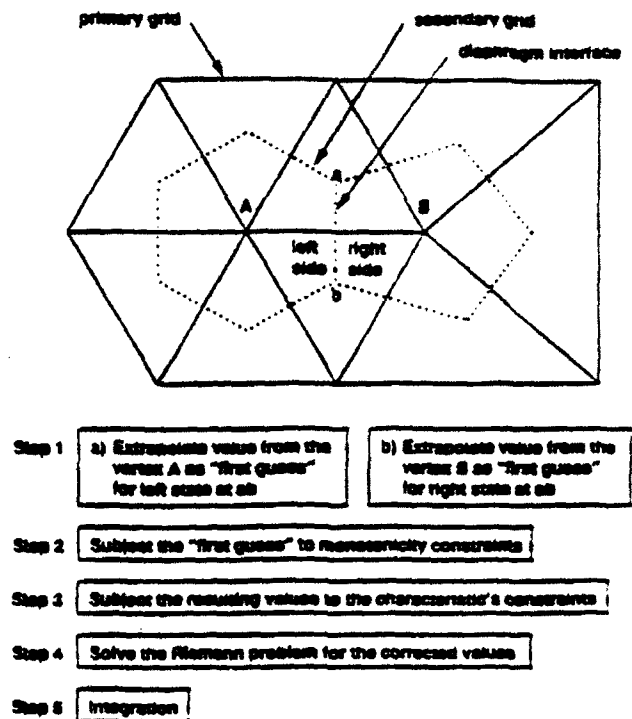 primary grid
secondary grid
diaphragm interface
a
A
B
left right
side side
b
Step 1
a) Extrapolate value from the
vertex A as "first guess"
for left state at ab
b) Extrapolate value from the
vertex B as "first guess"
for right state at ab
Step 2 Subject the "first guess" to monotonicity constraints
Step 3 Subject the resulting values to the characteristic's constraints
Step 4 Solve the Riemann problem for the corrected values
Step 5 Integration